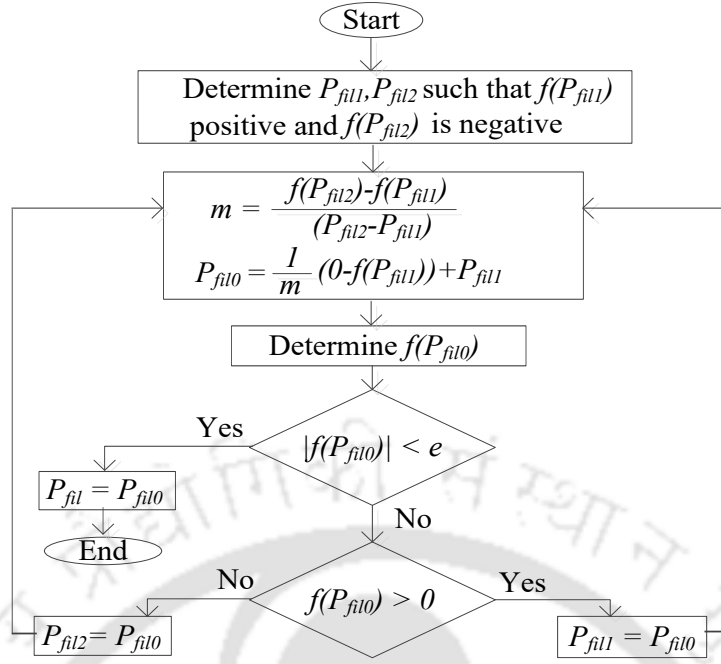 Start
Determine P_fil1,P_fil2 such that f(P_fil1)
positive and f(P_fil2) is negative
m = f(P_fil2)-f(P_fil1) / (P_fil2-P_fil1)
P_fil0 = 1/m (0-f(P_fil1))+P_fil1
Determine f(P_fil0)
Yes
|f(P_fil0)| < e
P_fil = P_fil0
No
End
No
f(P_fil0) > 0
Yes
P_fil2= P_fil0
P_fil1 = P_fil0